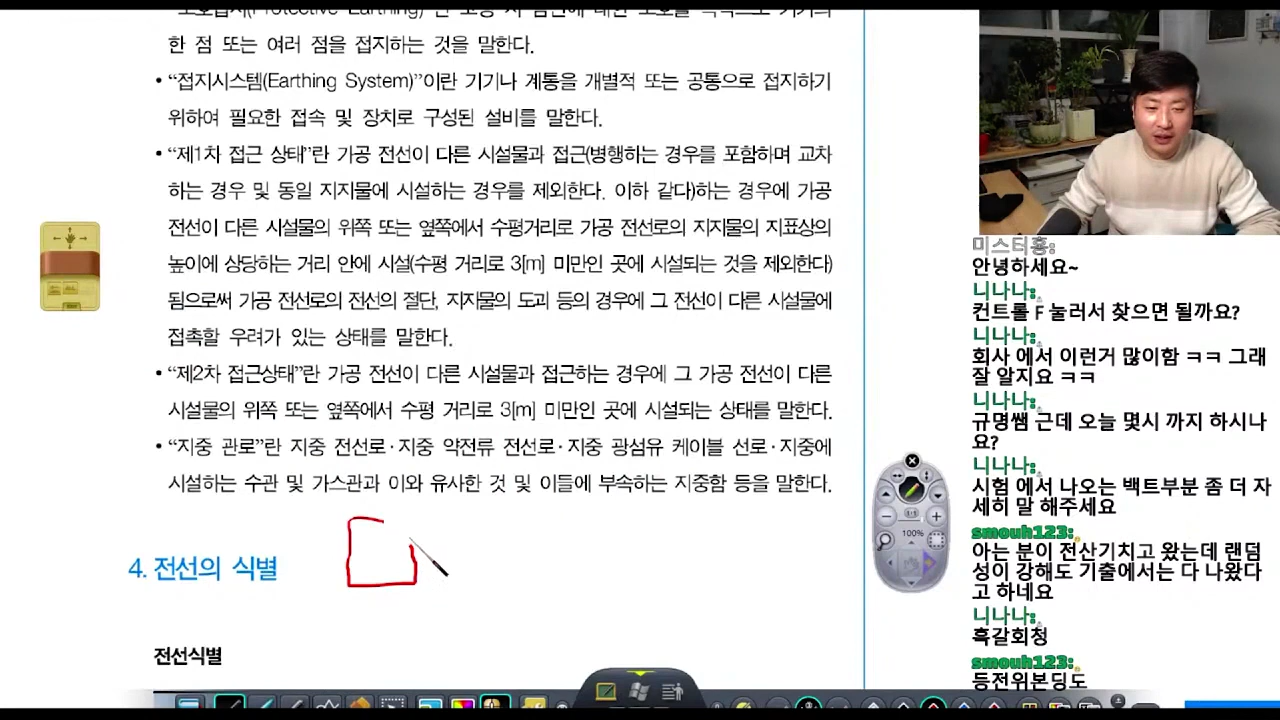 한 점 또는 여러 점을 접지하는 것을 말한다.
• “접지시스템(Earthing System)”이란 기기나 계통을 개별적 또는 공통으로 접지하기
위하여 필요한 접속 및 장치로 구성된 설비를 말한다.
• “제1차 접근 상태”란 가공 전선이 다른 시설물과 접근(병행하는 경우를 포함하며 교차
하는 경우 및 동일 지지물에 시설하는 경우를 제외한다. 이하 같다)하는 경우에 가공
전선이 다른 시설물의 위쪽 또는 옆쪽에서 수평거리로 가공 전선로의 지지물의 지표상의
높이에 상당하는 거리 안에 시설(수평 거리로 3[m] 미만인 곳에 시설되는 것을 제외한다)
됨으로써 가공 전선로의 전선의 절단, 지지물의 도괴 등의 경우에 그 전선이 다른 시설물에
접촉할 우려가 있는 상태를 말한다.
• “제2차 접근상태”란 가공 전선이 다른 시설물과 접근하는 경우에 그 가공 전선이 다른
시설물의 위쪽 또는 옆쪽에서 수평 거리로 3[m] 미만인 곳에 시설되는 상태를 말한다.
• “지중 관로”란 지중 전선로·지중 약전류 전선로·지중 광섬유 케이블 선로·지중에
시설하는 수관 및 가스관과 이와 유사한 것 및 이들에 부속하는 지중함 등을 말한다.
4. 전선의 식별
전선식별
100%
미스터홍:
안녕하세요~
니나나:
컨트롤 F 눌러서 찾으면 될까요?
니나나:
회사 에서 이런거 많이함 ㅋㅋ 그래
잘 알지요 ㅋㅋ
니나나:
규명쌤 근데 오늘 몇시 까지 하시나
요?
니나나:
시험 에서 나오는 백트부분 좀 더 자
세히 말 해주세요
smouh123:
아는 분이 전산기치고 왔는데 랜덤
성이 강해도 기출에서는 다 나왔다
고 하네요
니나나:
흑갈회청
smouh123:
등전위본딩도